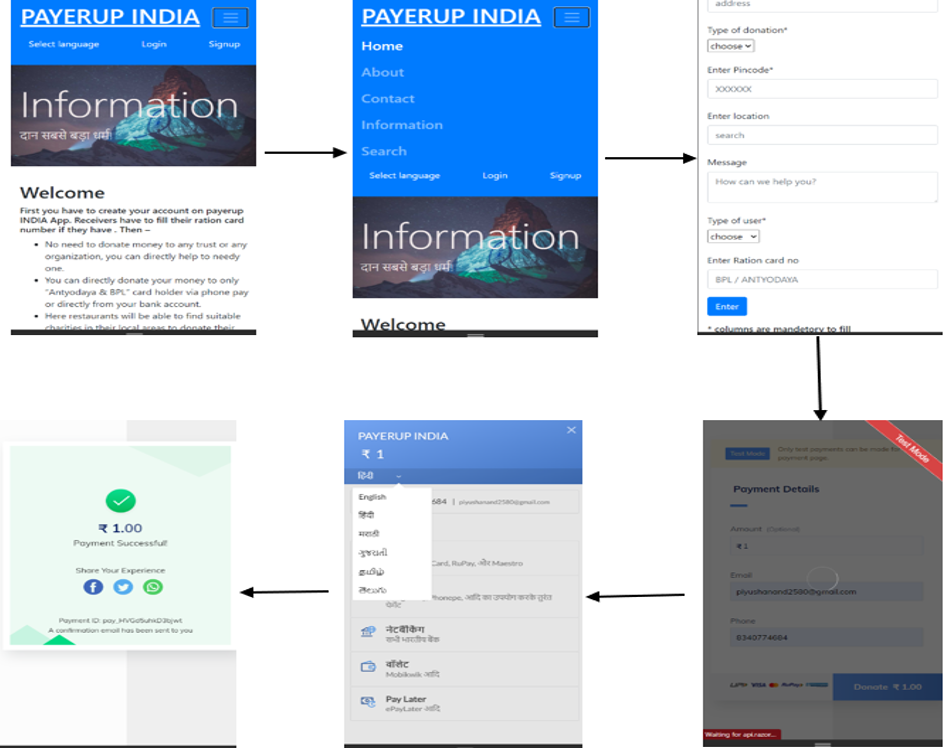 PAYERUP INDIA
Select language Login Signup
Information
दान सबसे बड़ा धर्म
Welcome
First you have to create your account on payerup
INDIA App. Receivers have to fill their ration card
number if they have . Then –
No need to donate money to any trust or any
organization, you can directly help to needy
one.
You can directly donate your money to only
"Antyodaya & BPL" card holder via phone pay
or directly from your bank account.
Here restaurants will be able to find suitable
charities in their local areas to donate their
PAYERUP INDIA
Home
About
Contact
Information
Search
Select language Login Signup
Information
दान सबसे बड़ा धर्म
Welcome
address
Type of donation*
choose
Enter Pincode*
XXXXXX
Enter location
search
Message
How can we help you?
Type of user*
choose
Enter Ration card no
BPL / ANTYODAYA
Enter
* columns are mandetory to fill
Test Mode
Test Mode
Only test payments can be made for
payment page.
Payment Details
Amount (Optional)
₹ 1
Email
piyushanand2580@gmail.com
Phone
8340774684
VISA RuPay
Donate ₹ 1.00
Waiting for api.razor...
PAYERUP INDIA
₹ 1
हिंदी
684 | piyushanand2580@gmail.com
English
हिंदी
मराठी
ગુજરાતી
தமிழ்
తెలుగు
Card, RuPay, और Maestro
Phonepe, आदि का उपयोग करके तुरंत
पेमेंट
नेटबैंकिंग
सभी भारतीय बैंक
वॉलेट
Mobikwik आदि
Pay Later
ePayLater आदि
₹ 1.00
Payment Successful!
Share Your Experience
Payment ID:
A confirmation email has been sent to you